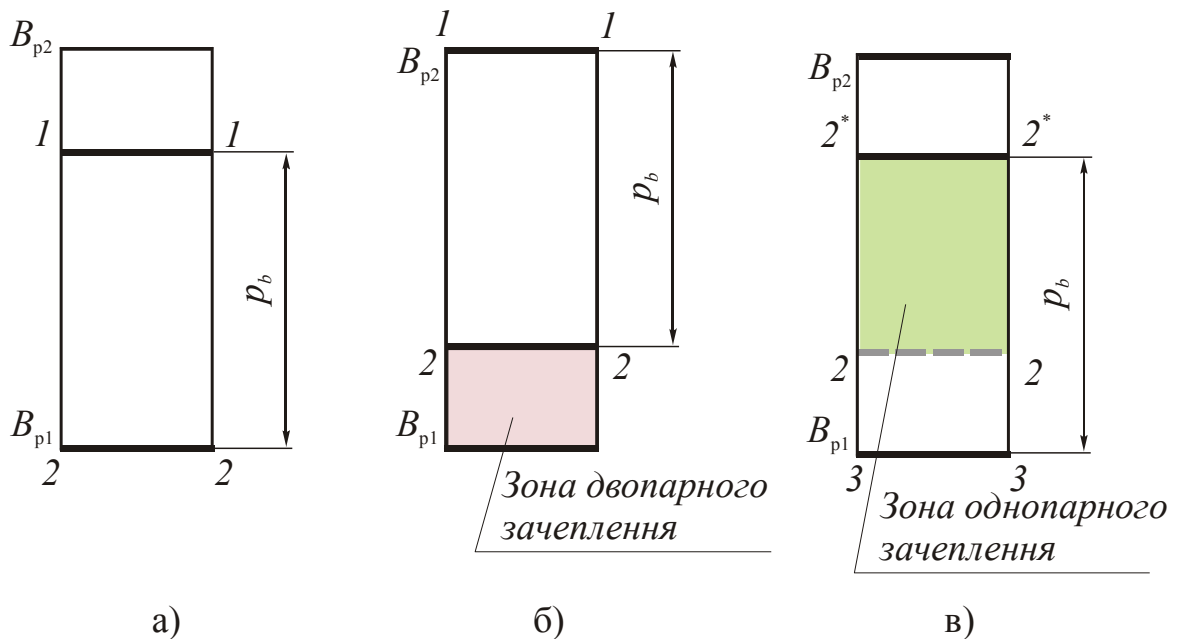 B_p2
1 1
p_b
B_p1
2 2
а)
1 1
B_p2
p_b
2 2
B_p1
Зона двопарного
зачеплення
б)
B_p2
2* 2*
p_b
2 2
B_p1
3 3
Зона однопарного
зачеплення
в)